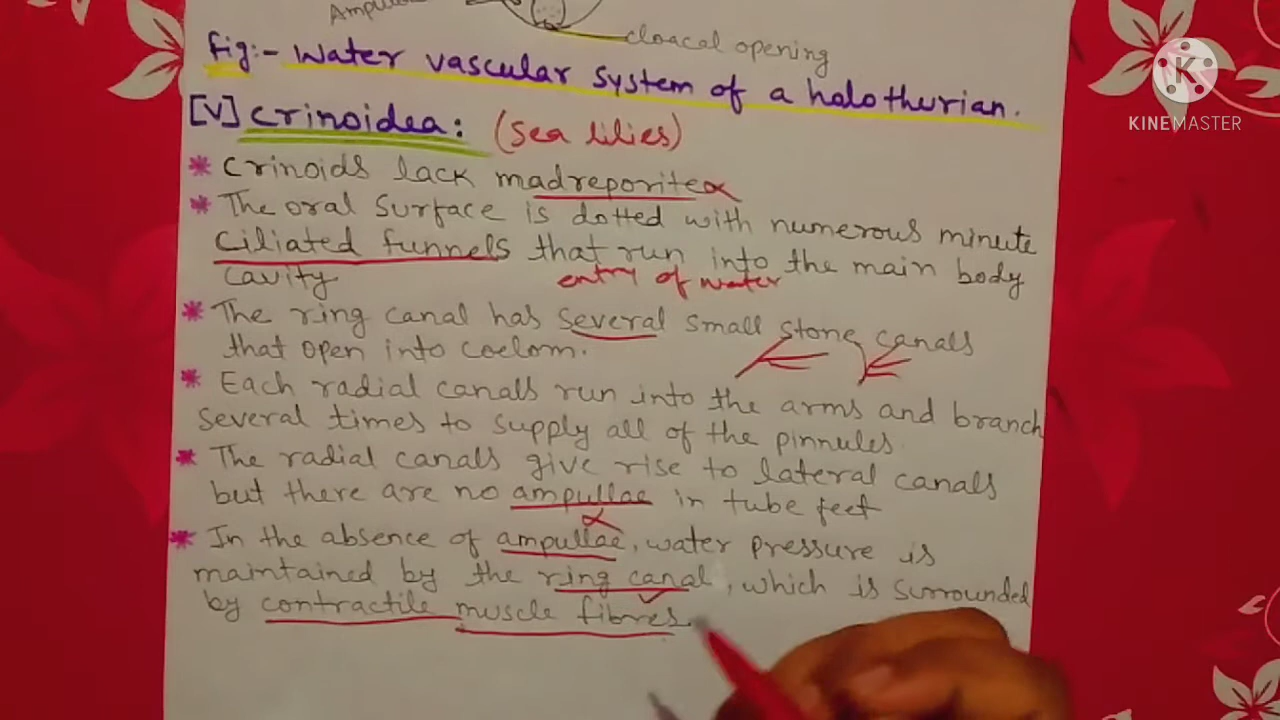 cloacal opening
Fig:- Water vascular system of a halothurian.
KINEMASTER
[V] Crinoidea: (Sea lilies)
* Crinoids lack madreporite
* The oral surface is dotted with numerous minute
ciliated funnels that run into the main body
cavity entry of water
* The ring canal has several small stone canals
that open into coelom.
* Each radial canals run into the arms and branch
several times to supply all of the pinnules.
* The radial canals give rise to lateral canals
but there are no ampullae in tube feet
* In the absence of ampullae, water pressure is
maintained by the ring canal, which is surrounded
by contractile muscle fibres.